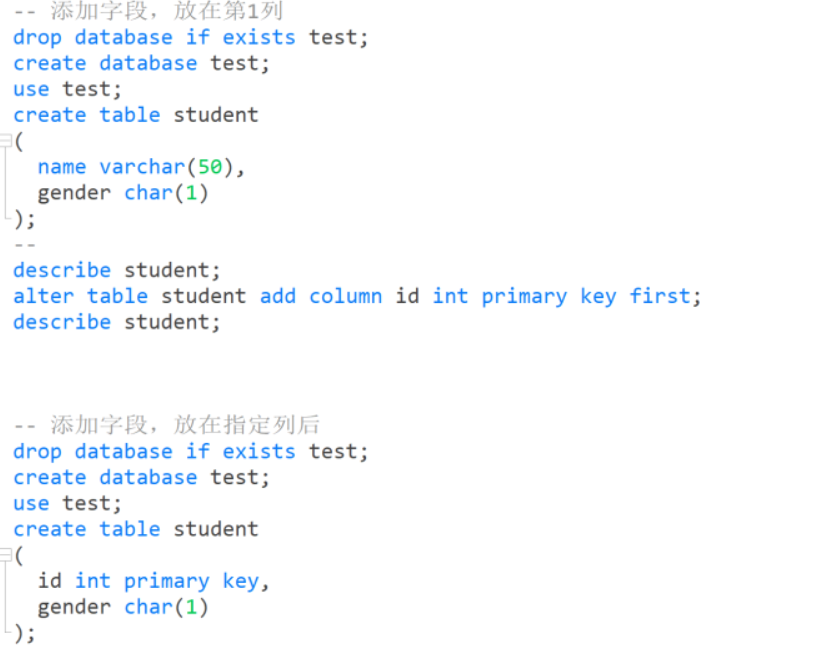 -- 添加字段，放在第1列
drop database if exists test;
create database test;
use test;
create table student
(
name varchar(50),
gender char(1)
);
--
describe student;
alter table student add column id int primary key first;
describe student;
-- 添加字段，放在指定列后
drop database if exists test;
create database test;
use test;
create table student
(
id int primary key,
gender char(1)
);